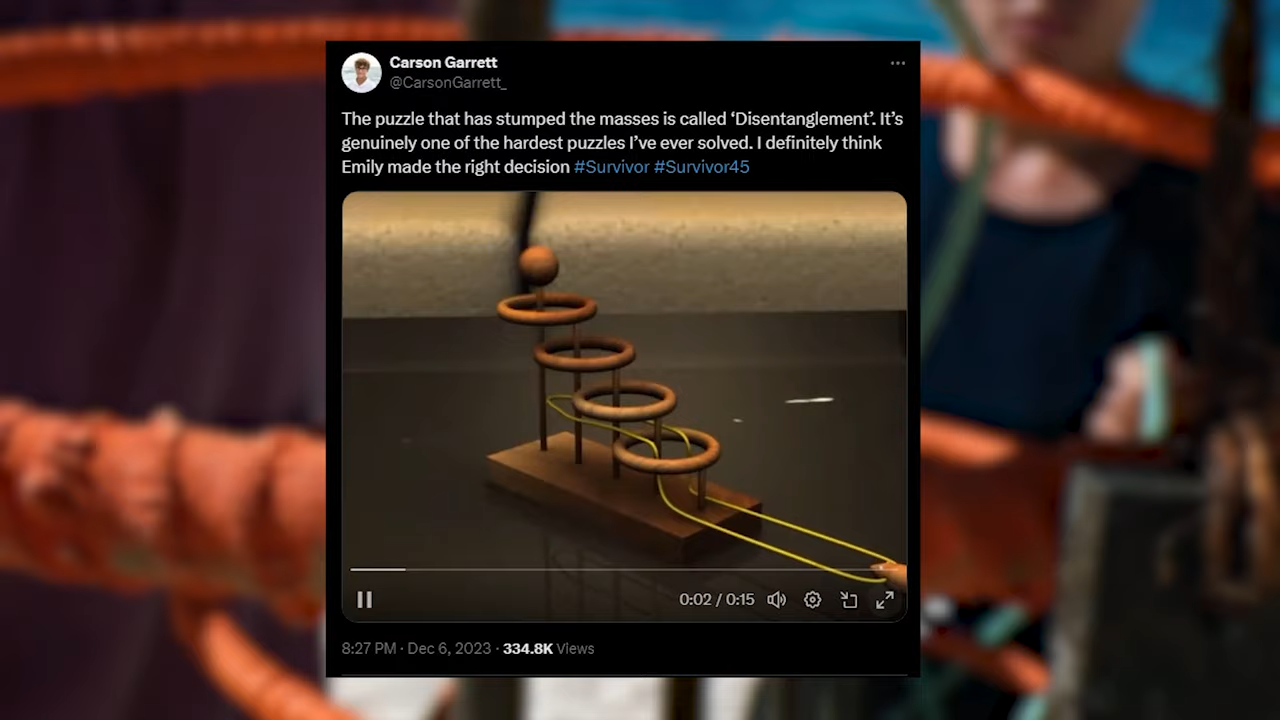 Carson Garrett
@CarsonGarrett_
The puzzle that has stumped the masses is called ‘Disentanglement’. It’s
genuinely one of the hardest puzzles I’ve ever solved. I definitely think
Emily made the right decision #Survivor #Survivor45
0:02 / 0:15
8:27 PM · Dec 6, 2023 · 334.8K Views